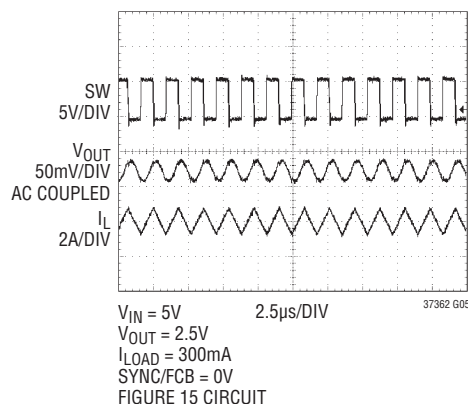 SW
5V/DIV
VOUT
50mV/DIV
AC COUPLED
IL
2A/DIV
VIN = 5V
2.5µs/DIV
37362 G05
VOUT = 2.5V
ILOAD = 300mA
SYNC/FCB = 0V
FIGURE 15 CIRCUIT